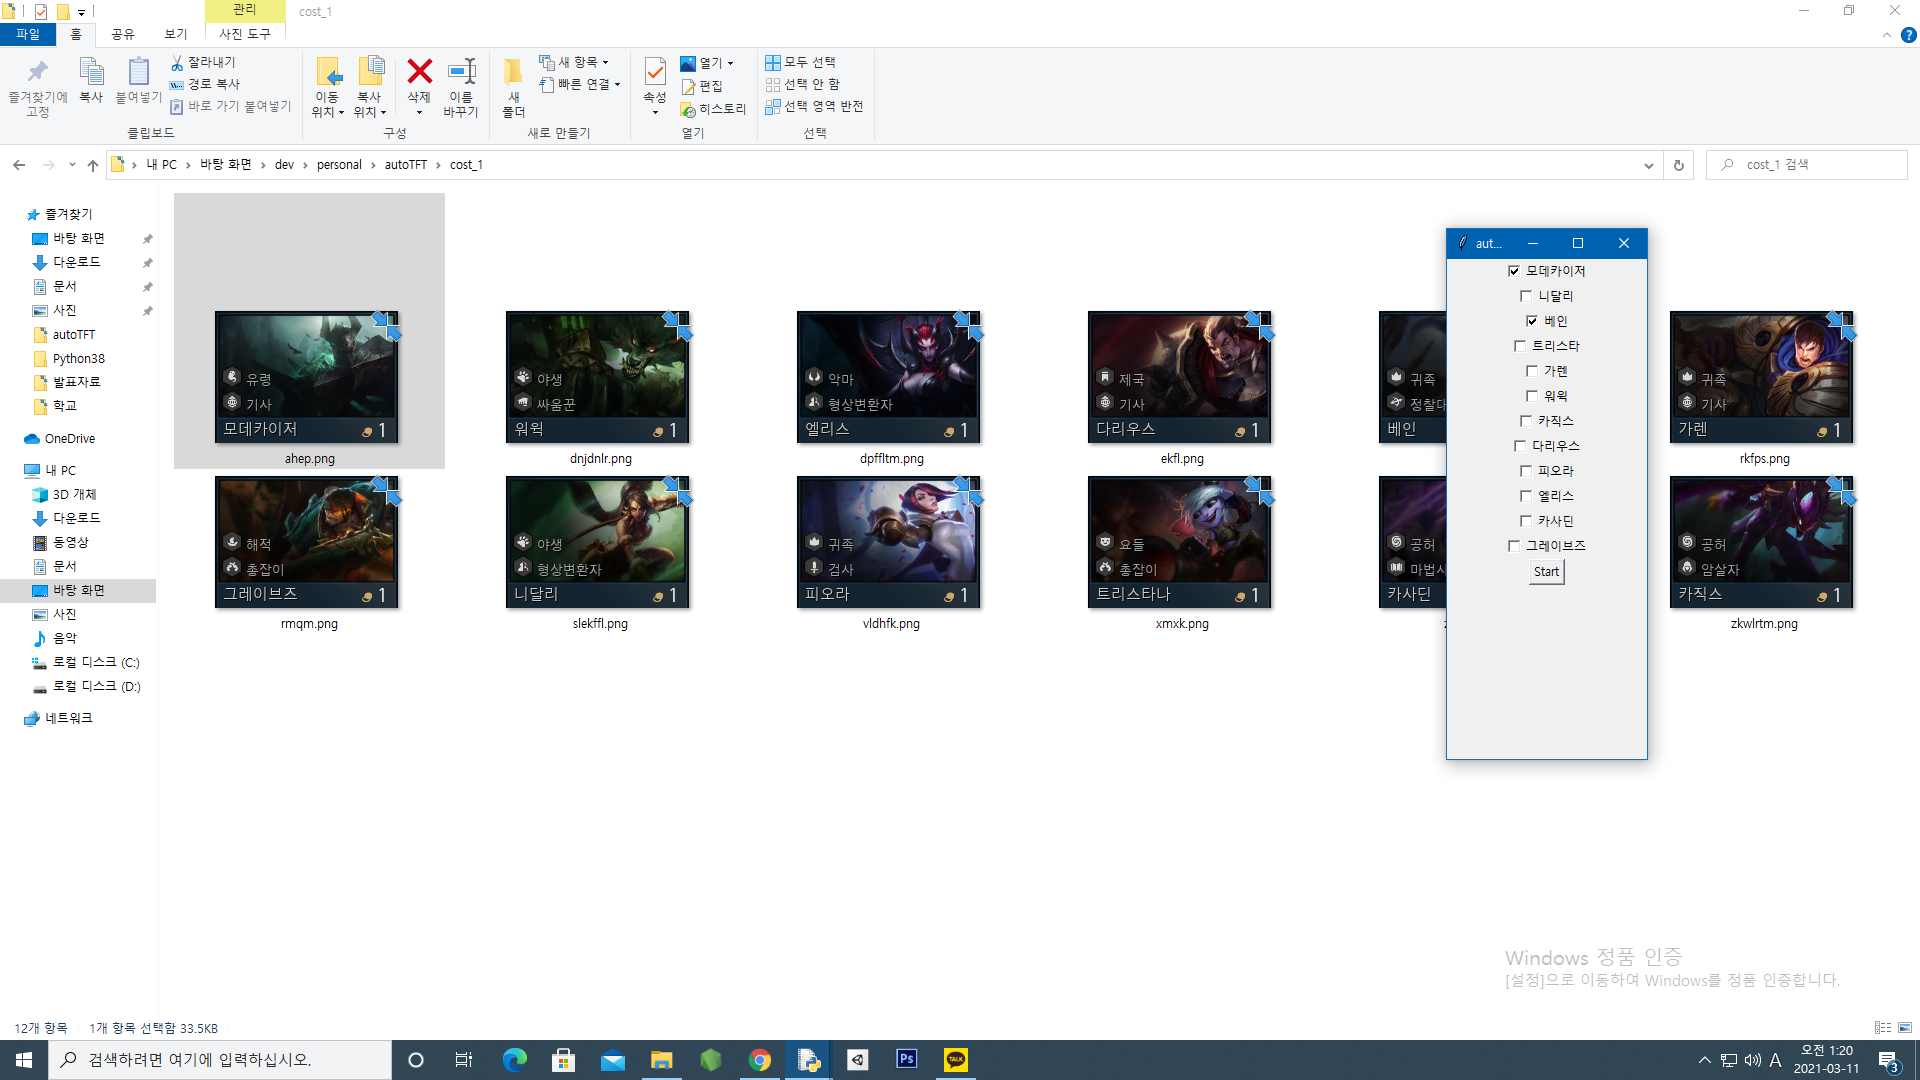 관리
cost_1
파일
홈
공유
보기
사진 도구
즐겨찾기에
고정
복사
붙여넣기
잘라내기
경로 복사
바로 가기 붙여넣기
클립보드
이동
위치
복사
위치
삭제
이름
바꾸기
구성
새
폴더
새 항목
빠른 연결
새로 만들기
속성
열기
편집
히스토리
열기
모두 선택
선택 안 함
선택 영역 반전
선택
내 PC > 바탕 화면 > dev > personal > autoTFT > cost_1
cost_1 검색
즐겨찾기
바탕 화면
다운로드
문서
사진
autoTFT
Python38
발표자료
학교
OneDrive
내 PC
3D 개체
다운로드
동영상
문서
바탕 화면
사진
음악
로컬 디스크 (C:)
로컬 디스크 (D:)
네트워크
유령
기사
모데카이저 1
ahep.png
야생
싸움꾼
워윅 1
dnjdnlr.png
악마
형상변환자
엘리스 1
dpffltm.png
제국
기사
다리우스 1
ekfl.png
귀족
정찰대
베인
귀족
기사
가렌 1
rkfps.png
해적
총잡이
그레이브즈 1
rmqm.png
야생
형상변환자
니달리 1
slekffl.png
귀족
검사
피오라 1
vldhfk.png
요들
총잡이
트리스타나 1
xmxk.png
공허
마법사
카사딘
공허
암살자
카직스 1
zkwlrtm.png
aut...
모데카이저
니달리
베인
트리스타
가렌
워윅
카직스
다리우스
피오라
엘리스
카사딘
그레이브즈
Start
Windows 정품 인증
[설정]으로 이동하여 Windows를 정품 인증합니다.
12개 항목
1개 항목 선택함 33.5KB
검색하려면 여기에 입력하십시오.
Ps
TALK
A
오전 1:20
2021-03-11
3